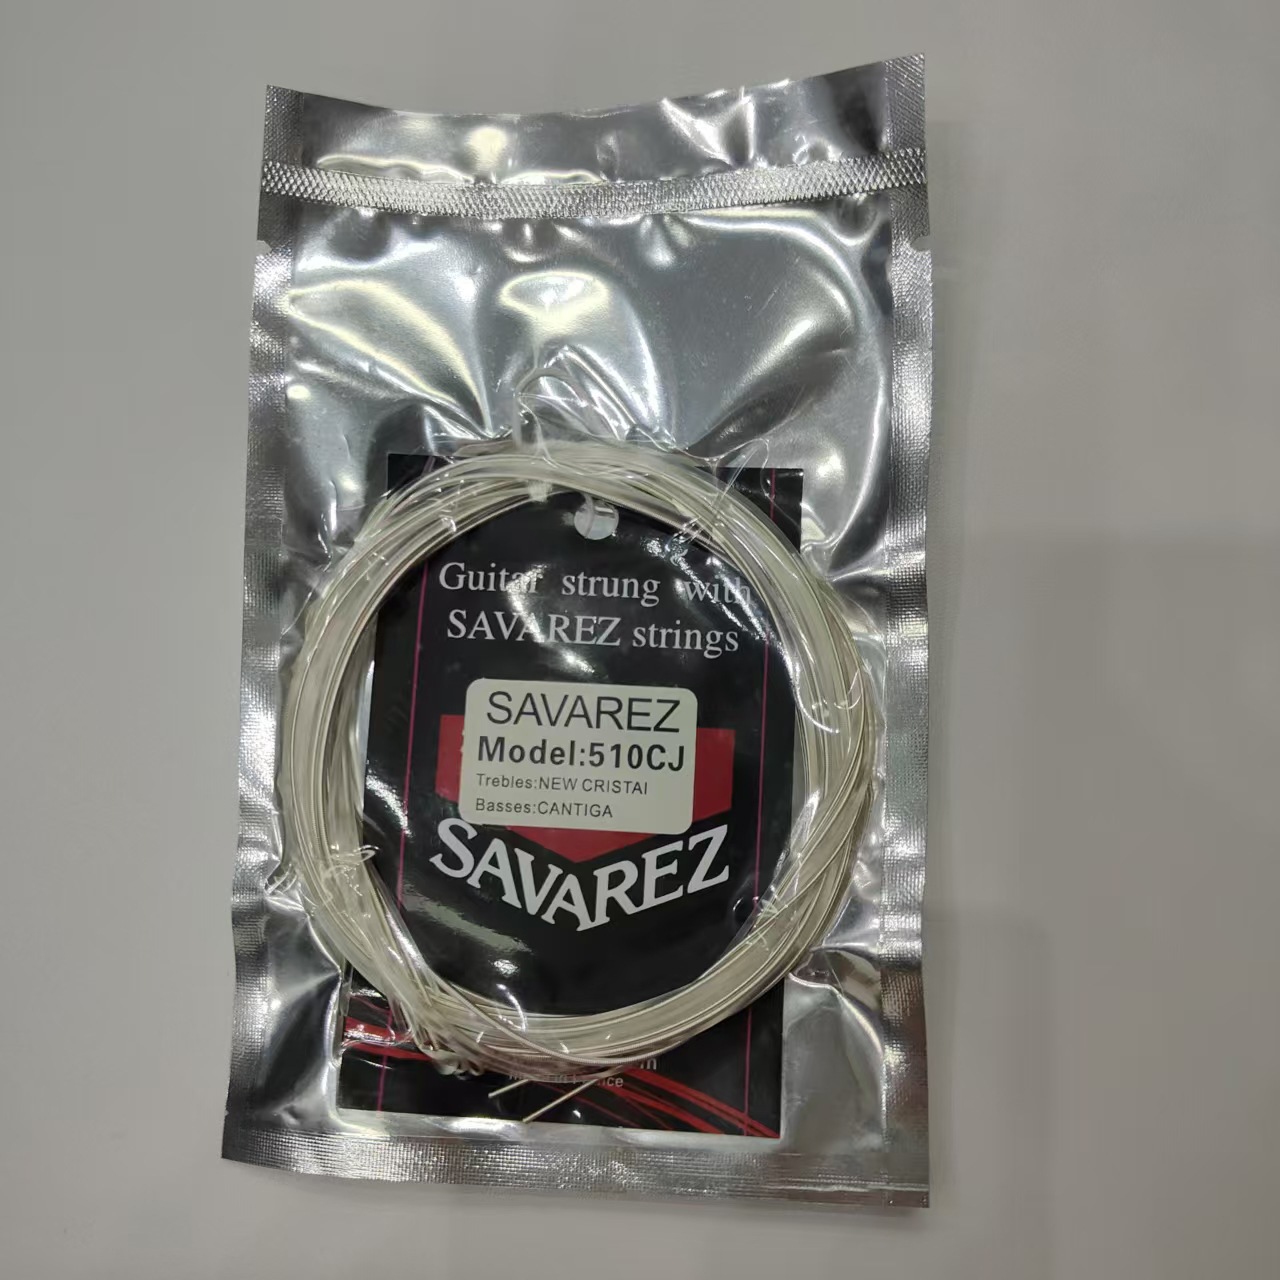 Guitar strung with
SAVAREZ strings
SAVAREZ
Model:510CJ
Trebles:NEW CRISTAI
Basses:CANTIGA
SAVAREZ